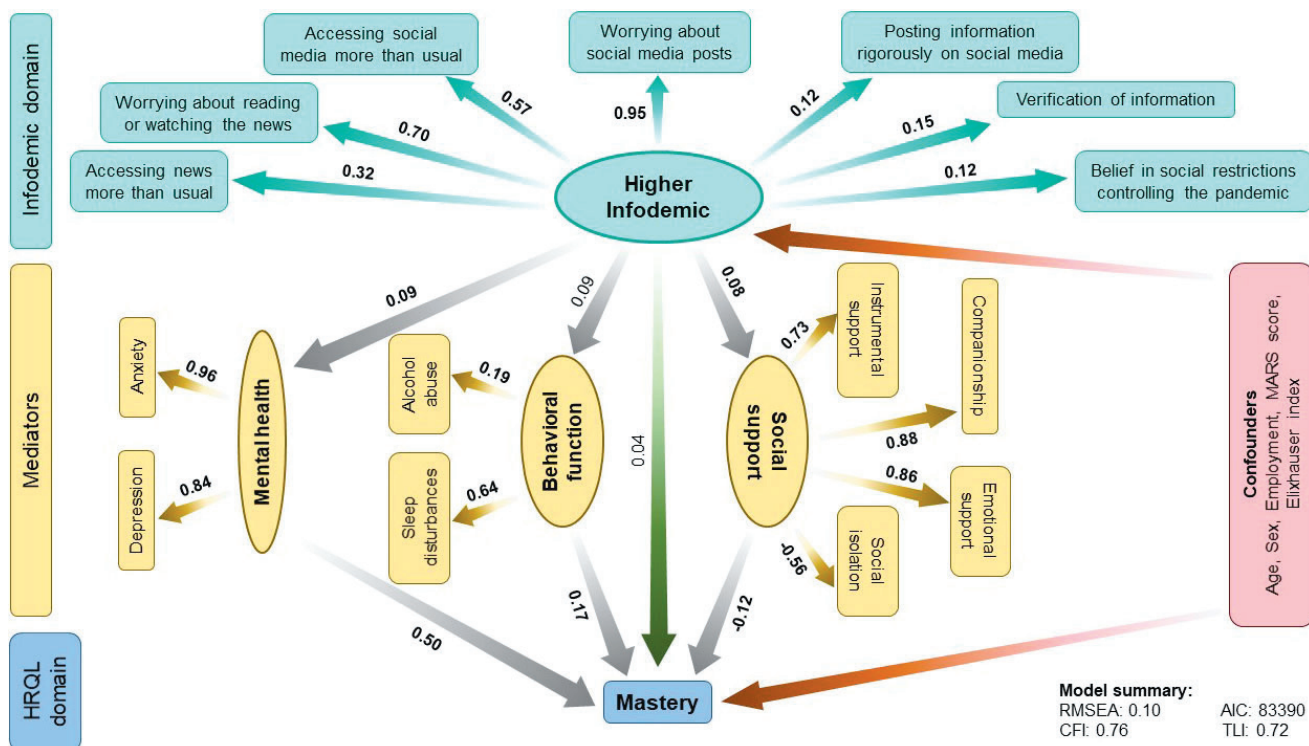 Infodemic domain
Accessing social
media more than usual
Worrying about
social media posts
Posting information
rigorously on social media
Worrying about reading
or watching the news
Verification of information
Accessing news
more than usual
Belief in social restrictions
controlling the pandemic
0.57
0.95
0.12
0.70
0.15
0.32
0.12
Higher
Infodemic
Mediators
0.09
0.09
0.04
0.08
Anxiety
0.96
Depression
0.84
Mental health
Alcohol
abuse
0.19
Sleep
disturbances
0.64
Behavioral
function
Social
support
0.73
Instrumental
support
0.88
Companionship
0.86
Emotional
support
-0.56
Social
isolation
Confounders
Age, Sex, Employment, MARS score,
Elixhauser index
0.50
0.17
-0.12
HRQL
domain
Mastery
Model summary:
RMSEA: 0.10 AIC: 83390
CFI: 0.76 TLI: 0.72